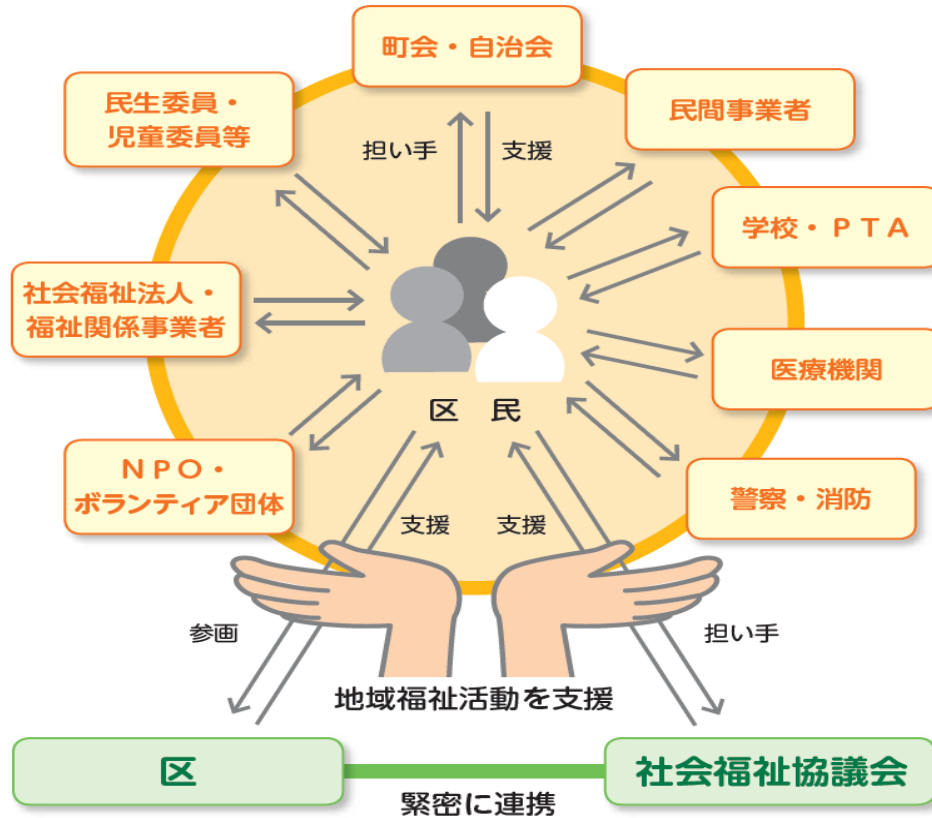 町会・自治会
民生委員・
児童委員等
民間事業者
担い手
支援
学校・ＰＴＡ
社会福祉法人・
福祉関係事業者
医療機関
区民
ＮＰＯ・
ボランティア団体
警察・消防
支援
支援
参画
担い手
地域福祉活動を支援
区
社会福祉協議会
緊密に連携